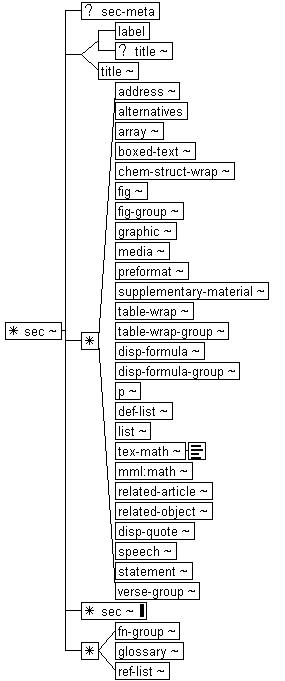 ? sec-meta
label
? title ~
title ~
address ~
alternatives
array ~
boxed-text ~
chem-struct-wrap ~
fig ~
fig-group ~
graphic ~
media ~
preformat ~
supplementary-material ~
table-wrap ~
table-wrap-group ~
* sec ~
*
disp-formula ~
disp-formula-group ~
p ~
def-list ~
list ~
tex-math ~
mml:math ~
related-article ~
related-object ~
disp-quote ~
speech ~
statement ~
verse-group ~
* sec ~
fn-group ~
*
glossary ~
ref-list ~